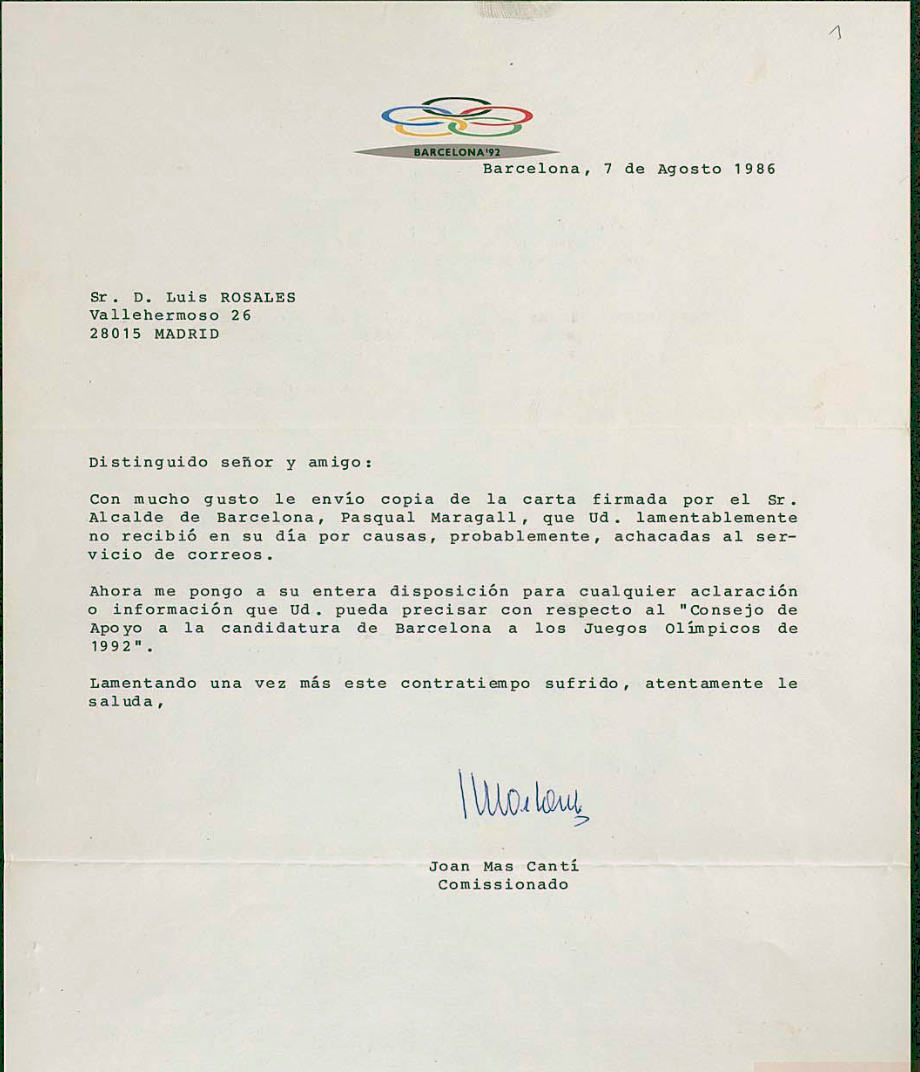 1
BARCELONA'92
Barcelona, 7 de Agosto 1986
Sr. D. Luis ROSALES
Vallehermoso 26
28015 MADRID
Distinguido señor y amigo:
Con mucho gusto le envío copia de la carta firmada por el Sr.
Alcalde de Barcelona, Pasqual Maragall, que Ud. lamentablemente
no recibió en su día por causas, probablemente, achacadas al ser-
vicio de correos.
Ahora me pongo a su entera disposición para cualquier aclaración
o información que Ud. pueda precisar con respecto al "Consejo de
Apoyo a la candidatura de Barcelona a los Juegos Olímpicos de
1992".
Lamentando una vez más este contratiempo sufrido, atentamente le
saluda,
Joan Mas Cantí
Comissionado